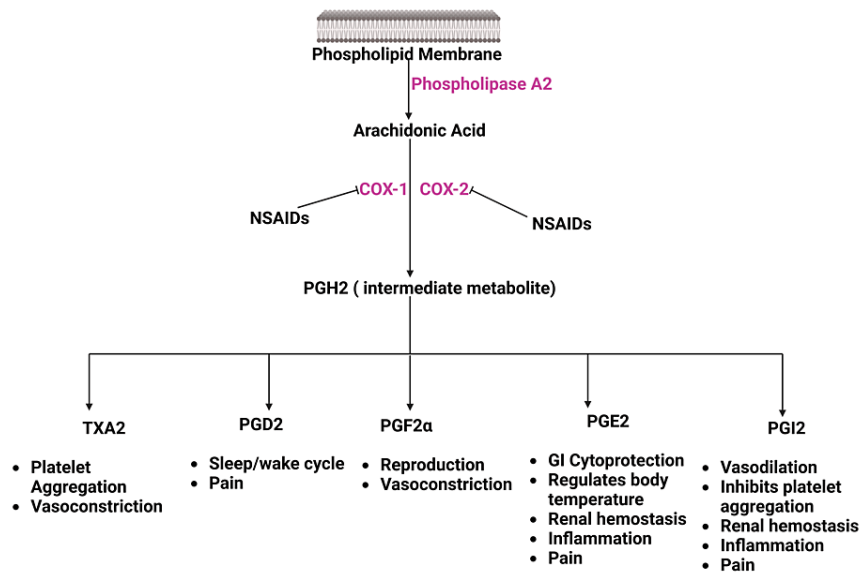 Phospholipid Membrane
Phospholipase A2
Arachidonic Acid
COX-1 COX-2
NSAIDs
NSAIDs
PGH2 ( intermediate metabolite)
TXA2
• Platelet
Aggregation
• Vasoconstriction
PGD2
• Sleep/wake cycle
• Pain
PGF2α
• Reproduction
• Vasoconstriction
PGE2
• GI Cytoprotection
• Regulates body
temperature
• Renal hemostasis
• Inflammation
• Pain
PGI2
• Vasodilation
• Inhibits platelet
aggregation
• Renal hemostasis
• Inflammation
• Pain